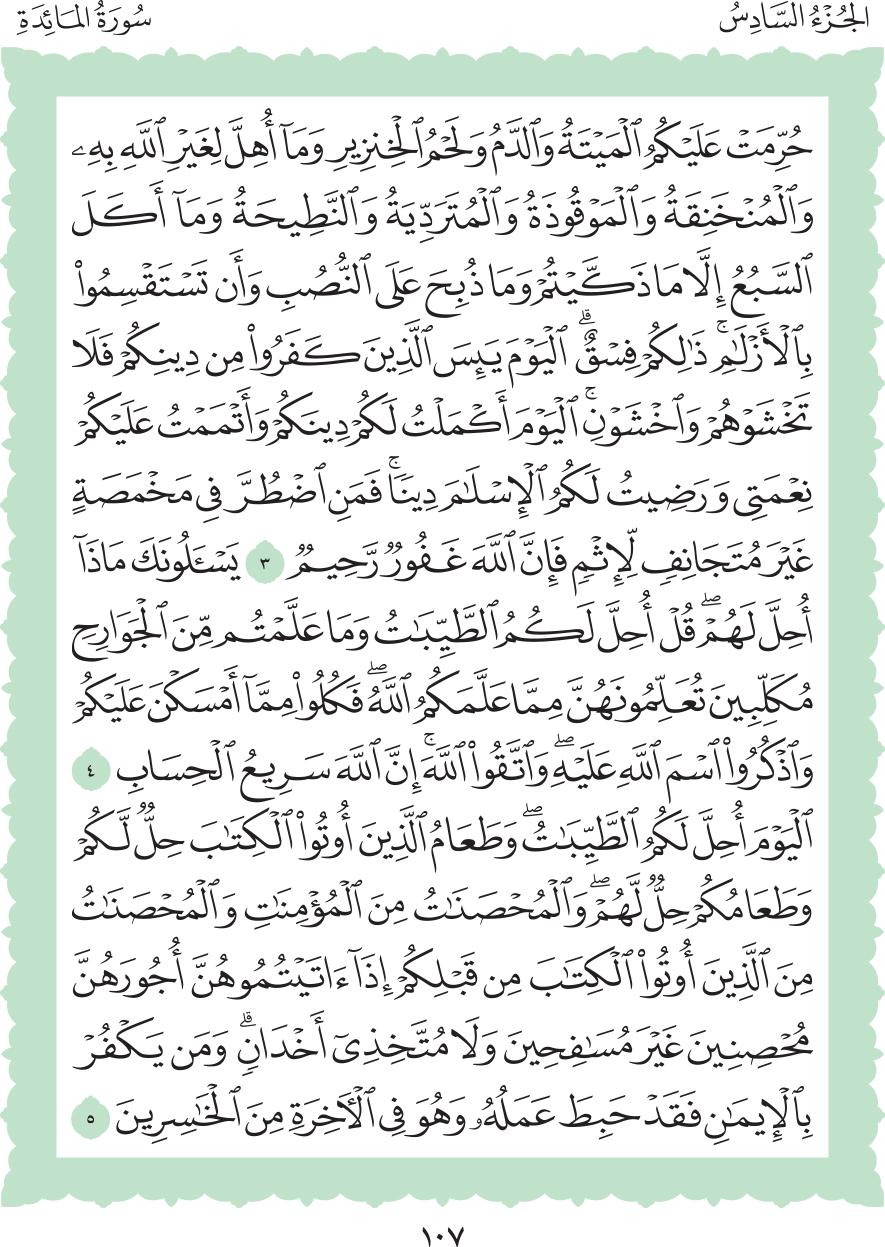 الجُزْءُ السَّادِسُ
سُورَةُ المَائِدَةِ
حُرِّمَتْ عَلَيْكُمُ ٱلْمَيْتَةُ وَٱلدَّمُ وَلَحْمُ ٱلْخِنزِيرِ وَمَآ أُهِلَّ لِغَيْرِ ٱللَّهِ بِهِۦ
وَٱلْمُنْخَنِقَةُ وَٱلْمَوْقُوذَةُ وَٱلْمُتَرَدِّيَةُ وَٱلنَّطِيحَةُ وَمَآ أَكَلَ
ٱلسَّبُعُ إِلَّا مَا ذَكَّيْتُمْ وَمَا ذُبِحَ عَلَى ٱلنُّصُبِ وَأَن تَسْتَقْسِمُوا۟
بِٱلْأَزْلَٰمِ ۚ ذَٰلِكُمْ فِسْقٌ ۗ ٱلْيَوْمَ يَئِسَ ٱلَّذِينَ كَفَرُوا۟ مِن دِينِكُمْ فَلَا
تَخْشَوْهُمْ وَٱخْشَوْنِ ۚ ٱلْيَوْمَ أَكْمَلْتُ لَكُمْ دِينَكُمْ وَأَتْمَمْتُ عَلَيْكُمْ
نِعْمَتِى وَرَضِيتُ لَكُمُ ٱلْإِسْلَٰمَ دِينًا ۚ فَمَنِ ٱضْطُرَّ فِى مَخْمَصَةٍ
غَيْرَ مُتَجَانِفٍ لِّإِثْمٍ ۙ فَإِنَّ ٱللَّهَ غَفُورٌ رَّحِيمٌ ٣ يَسْـَٔلُونَكَ مَاذَآ
أُحِلَّ لَهُمْ ۖ قُلْ أُحِلَّ لَكُمُ ٱلطَّيِّبَٰتُ وَمَا عَلَّمْتُم مِّنَ ٱلْجَوَارِحِ
مُكَلِّبِينَ تُعَلِّمُونَهُنَّ مِمَّا عَلَّمَكُمُ ٱللَّهُ ۖ فَكُلُوا۟ مِمَّآ أَمْسَكْنَ عَلَيْكُمْ
وَٱذْكُرُوا۟ ٱسْمَ ٱللَّهِ عَلَيْهِ ۖ وَٱتَّقُوا۟ ٱللَّهَ ۚ إِنَّ ٱللَّهَ سَرِيعُ ٱلْحِسَابِ ٤
ٱلْيَوْمَ أُحِلَّ لَكُمُ ٱلطَّيِّبَٰتُ ۖ وَطَعَامُ ٱلَّذِينَ أُوتُوا۟ ٱلْكِتَٰبَ حِلٌّ لَّكُمْ
وَطَعَامُكُمْ حِلٌّ لَّهُمْ ۖ وَٱلْمُحْصَنَٰتُ مِنَ ٱلْمُؤْمِنَٰتِ وَٱلْمُحْصَنَٰتُ
مِنَ ٱلَّذِينَ أُوتُوا۟ ٱلْكِتَٰبَ مِن قَبْلِكُمْ إِذَآ ءَاتَيْتُمُوهُنَّ أُجُورَهُنَّ
مُحْصِنِينَ غَيْرَ مُسَٰفِحِينَ وَلَا مُتَّخِذِىٓ أَخْدَانٍ ۗ وَمَن يَكْفُرْ
بِٱلْإِيمَٰنِ فَقَدْ حَبِطَ عَمَلُهُۥ وَهُوَ فِى ٱلْـَٔاخِرَةِ مِنَ ٱلْخَٰسِرِينَ ٥
١٠٧